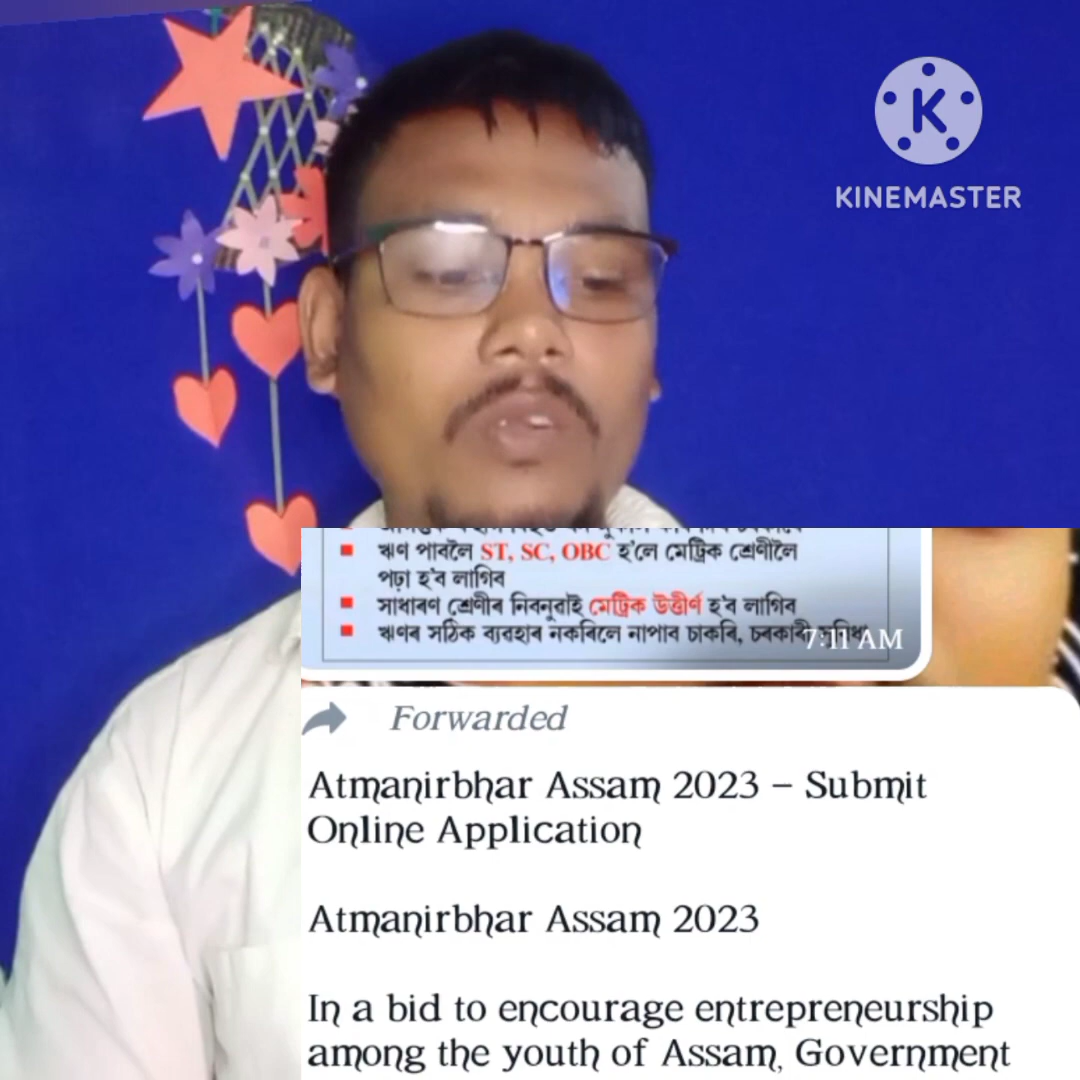 KINEMASTER
ঋণ পাবলৈ ST, SC, OBC হ'লে মেট্ৰিক শ্ৰেণীলৈ
পঢ়া হ'ব লাগিব
সাধাৰণ শ্ৰেণীৰ নিবনুৱাই মেট্ৰিক উত্তীৰ্ণ হ'ব লাগিব
ঋণৰ সঠিক ব্যৱহাৰ নকৰিলে নাপাব চাকৰি, চৰকাৰী সুবিধা
7:11 AM
Forwarded
Atmanirbhar Assam 2023 – Submit
Online Application
Atmanirbhar Assam 2023
In a bid to encourage entrepreneurship
among the youth of Assam, Government